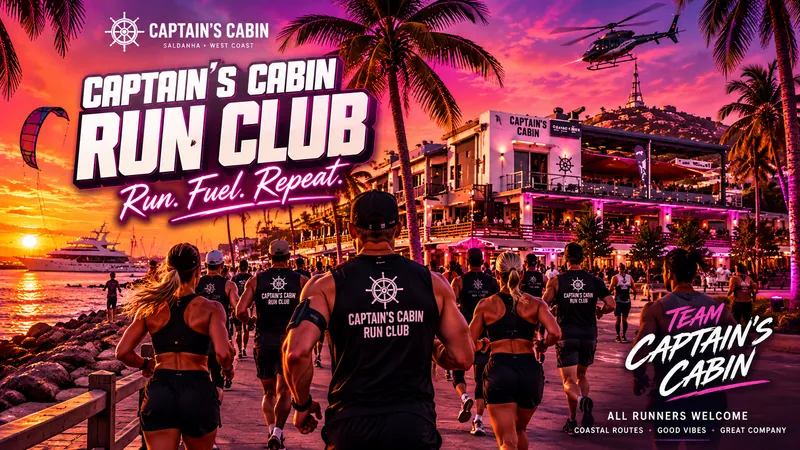 CAPTAIN'S CABIN
SALDANHA • WEST COAST
CAPTAIN'S CABIN
RUN CLUB
Run. Fuel. Repeat.
CAPTAIN'S
CABIN
CAPTAIN'S CABIN
RUN CLUB
CAPTAIN'S CABIN
RUN CLUB
TEAM
CAPTAIN'S
CABIN
ALL RUNNERS WELCOME
COASTAL ROUTES • GOOD VIBES • GREAT COMPANY